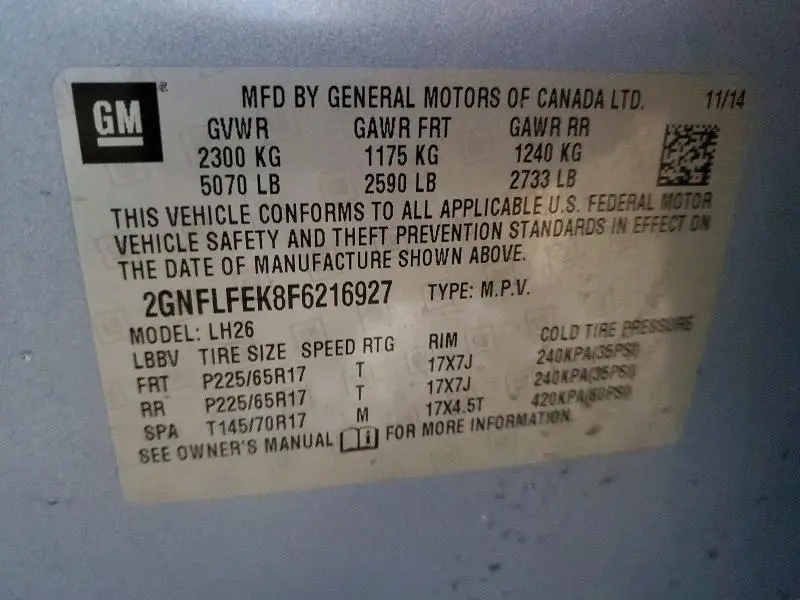 GM ®
MFD BY GENERAL MOTORS OF CANADA LTD. 11/14
GVWR GAWR FRT GAWR RR
2300 KG 1175 KG 1240 KG
5070 LB 2590 LB 2733 LB
THIS VEHICLE CONFORMS TO ALL APPLICABLE U.S. FEDERAL MOTOR
VEHICLE SAFETY AND THEFT PREVENTION STANDARDS IN EFFECT ON
THE DATE OF MANUFACTURE SHOWN ABOVE.
2GNFLFEK8F6216927 TYPE: M.P.V.
MODEL: LH26
LBBV TIRE SIZE SPEED RTG RIM COLD TIRE PRESSURE
FRT P225/65R17 T 17X7J 240KPA(35PSI)
RR P225/65R17 T 17X7J 240KPA(35PSI)
SPA T145/70R17 M 17X4.5T 420KPA(60PSI)
SEE OWNER'S MANUAL FOR MORE INFORMATION.